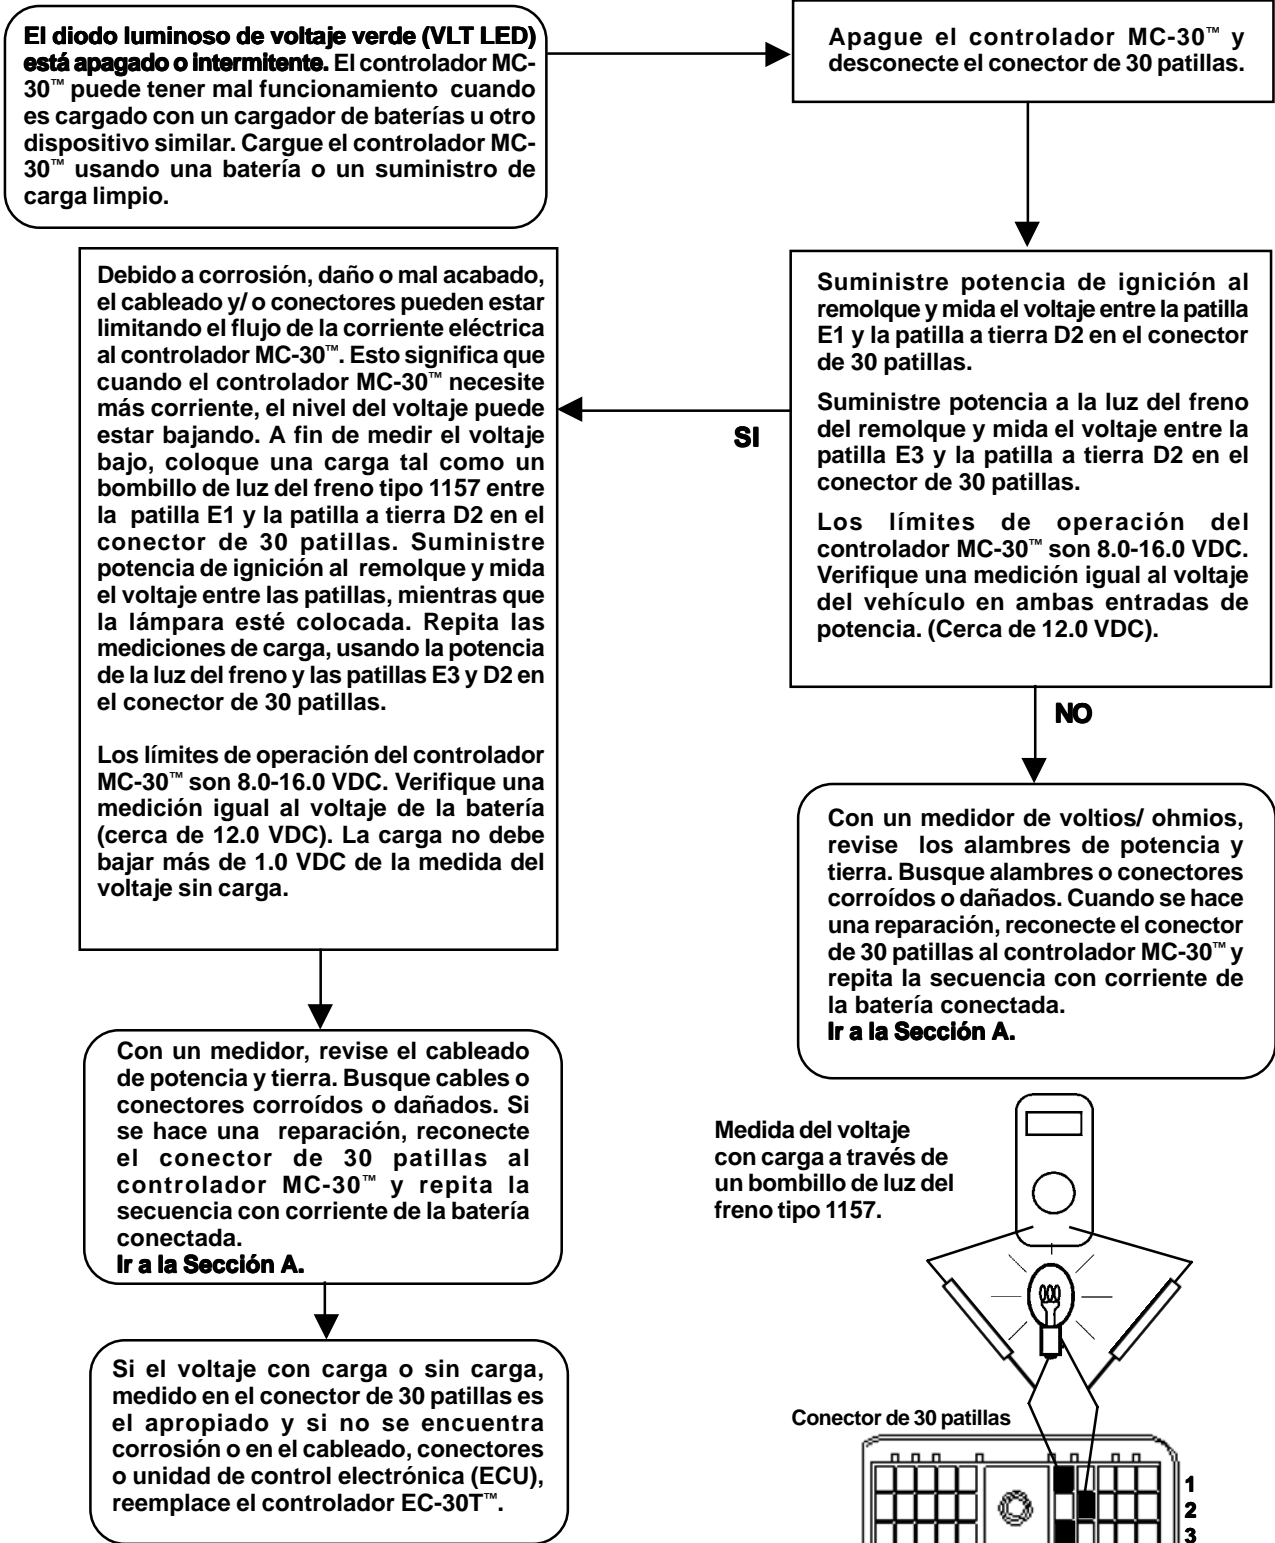 El diodo luminoso de voltaje verde (VLT LED)
está apagado o intermitente. El controlador MC-
30™ puede tener mal funcionamiento cuando
es cargado con un cargador de baterías u otro
dispositivo similar. Cargue el controlador MC-
30™ usando una batería o un suministro de
carga limpio.
Apague el controlador MC-30™ y
desconecte el conector de 30 patillas.
Suministre potencia de ignición al
remolque y mida el voltaje entre la patilla
E1 y la patilla a tierra D2 en el conector
de 30 patillas.
Suministre potencia a la luz del freno
del remolque y mida el voltaje entre la
patilla E3 y la patilla a tierra D2 en el
conector de 30 patillas.
Los límites de operación del
controlador MC-30™ son 8.0-16.0 VDC.
Verifique una medición igual al voltaje
del vehículo en ambas entradas de
potencia. (Cerca de 12.0 VDC).
SI
Debido a corrosión, daño o mal acabado,
el cableado y/ o conectores pueden estar
limitando el flujo de la corriente eléctrica
al controlador MC-30™. Esto significa que
cuando el controlador MC-30™ necesite
más corriente, el nivel del voltaje puede
estar bajando. A fin de medir el voltaje
bajo, coloque una carga tal como un
bombillo de luz del freno tipo 1157 entre
la patilla E1 y la patilla a tierra D2 en el
conector de 30 patillas. Suministre
potencia de ignición al remolque y mida
el voltaje entre las patillas, mientras que
la lámpara esté colocada. Repita las
mediciones de carga, usando la potencia
de la luz del freno y las patillas E3 y D2 en
el conector de 30 patillas.
Los límites de operación del controlador
MC-30™ son 8.0-16.0 VDC. Verifique una
medición igual al voltaje de la batería
(cerca de 12.0 VDC). La carga no debe
bajar más de 1.0 VDC de la medida del
voltaje sin carga.
NO
Con un medidor de voltios/ ohmios,
revise los alambres de potencia y
tierra. Busque alambres o conectores
corroídos o dañados. Cuando se hace
una reparación, reconecte el conector
de 30 patillas al controlador MC-30™ y
repita la secuencia con corriente de
la batería conectada.
Ir a la Sección A.
Con un medidor, revise el cableado
de potencia y tierra. Busque cables o
conectores corroídos o dañados. Si
se hace una reparación, reconecte
el conector de 30 patillas al
controlador MC-30™ y repita la
secuencia con corriente de la batería
conectada.
Ir a la Sección A.
Si el voltaje con carga o sin carga,
medido en el conector de 30 patillas es
el apropiado y si no se encuentra
corrosión o en el cableado, conectores
o unidad de control electrónica (ECU),
reemplace el controlador EC-30T™.
Medida del voltaje
con carga a través de
un bombillo de luz del
freno tipo 1157.
Conector de 30 patillas
1
2
3